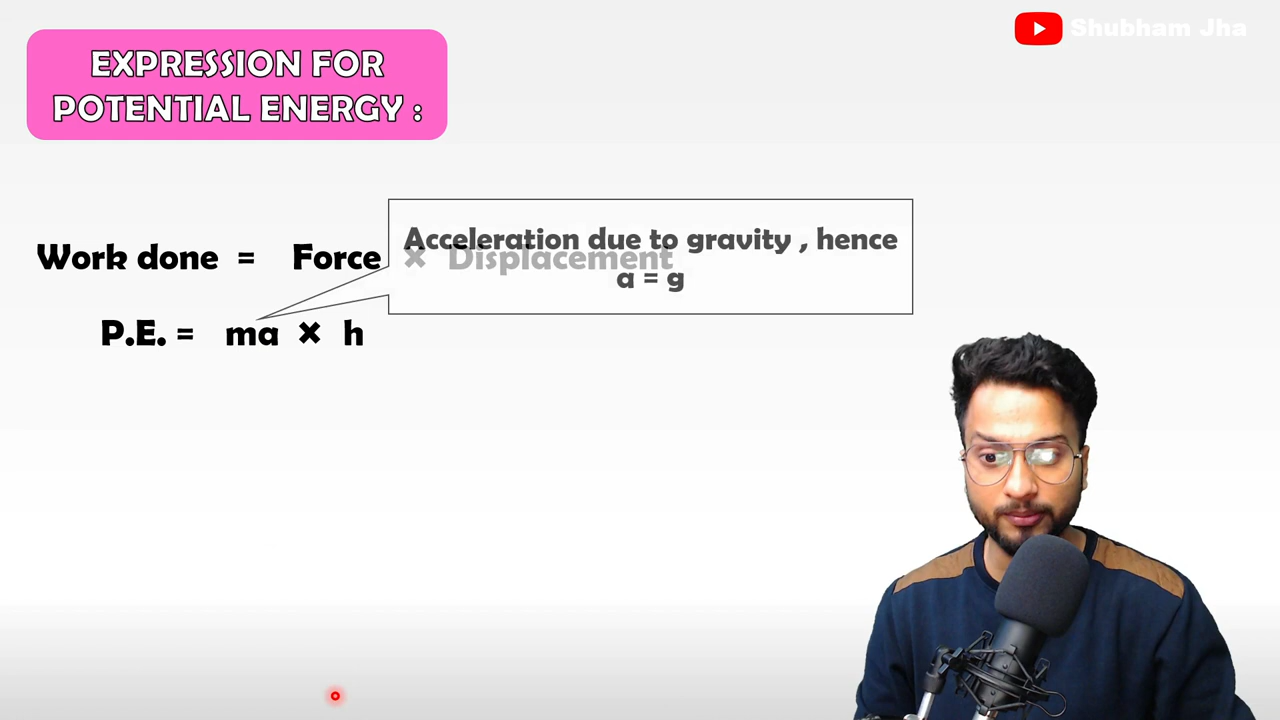 Shubham Jha
EXPRESSION FOR
POTENTIAL ENERGY :
Acceleration due to gravity , hence
a = g
Work done = Force × Displacement
P.E. = ma × h